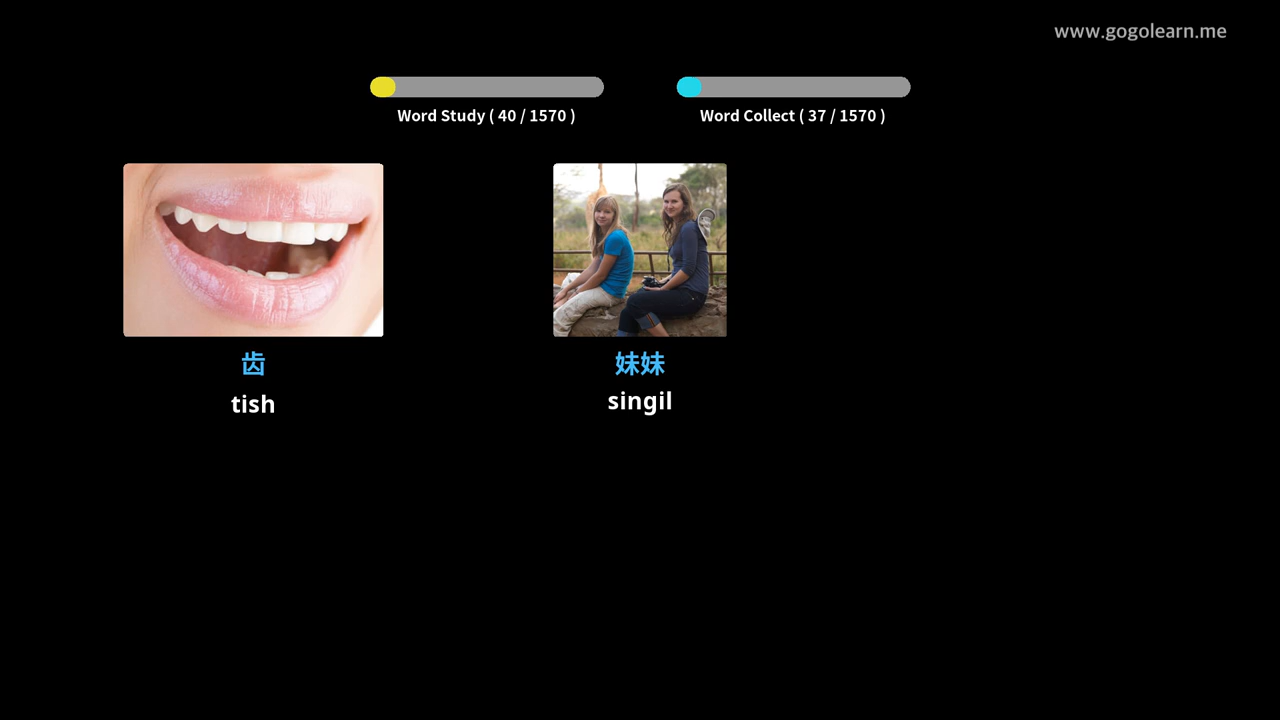 www.gogolearn.me
Word Study ( 40 / 1570 )
Word Collect ( 37 / 1570 )
齿
tish
妹妹
singil